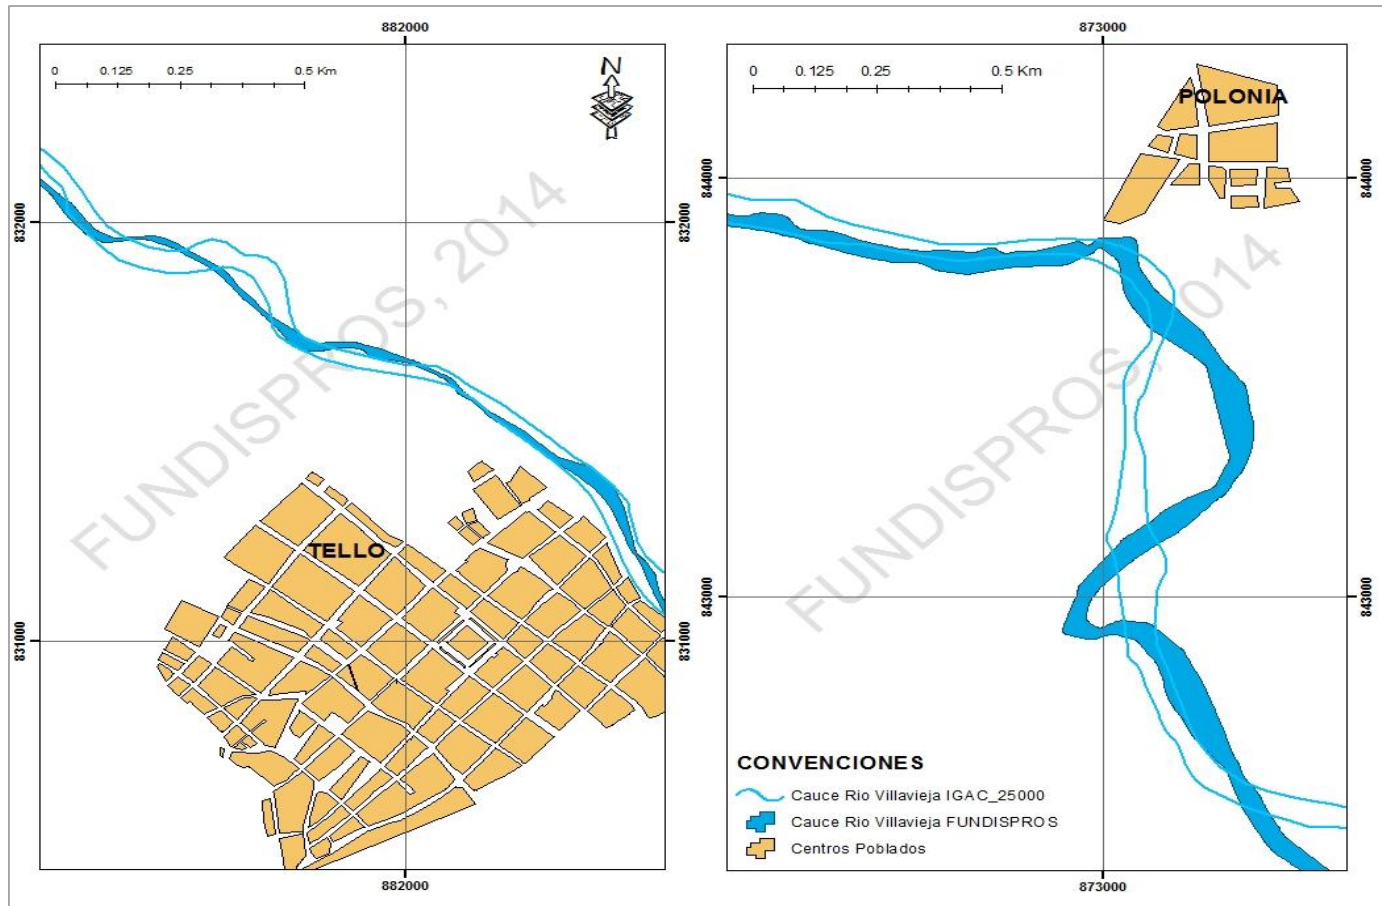 882000
0 0.125 0.25 0.5 Km
N
832000
832000
FUNDISPROS, 2014
TELLO
831000
831000
882000
873000
0 0.125 0.25 0.5 Km
POLONIA
844000
844000
FUNDISPROS, 2014
843000
843000
CONVENCIONES
Cauce Rio Villavieja IGAC_25000
Cauce Rio Villavieja FUNDISPROS
Centros Poblados
873000